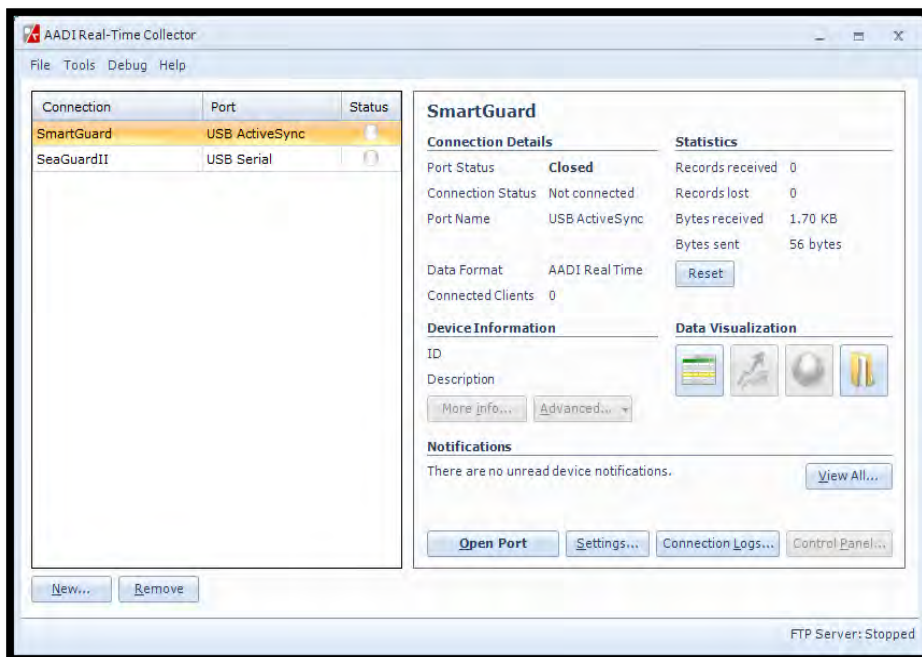 AADI Real-Time Collector
File Tools Debug Help
Connection Port Status
SmartGuard USB ActiveSync
SeaGuardII USB Serial
SmartGuard
Connection Details
Port Status Closed
Connection Status Not connected
Port Name USB ActiveSync
Data Format AADI Real Time
Connected Clients 0
Statistics
Records received 0
Records lost 0
Bytes received 1,70 KB
Bytes sent 56 bytes
Reset
Device Information
ID
Description
More info... Advanced...
Data Visualization
Notifications
There are no unread device notifications.
View All...
Open Port Settings... Connection Logs... Control Panel...
New... Remove
FTP Server: Stopped